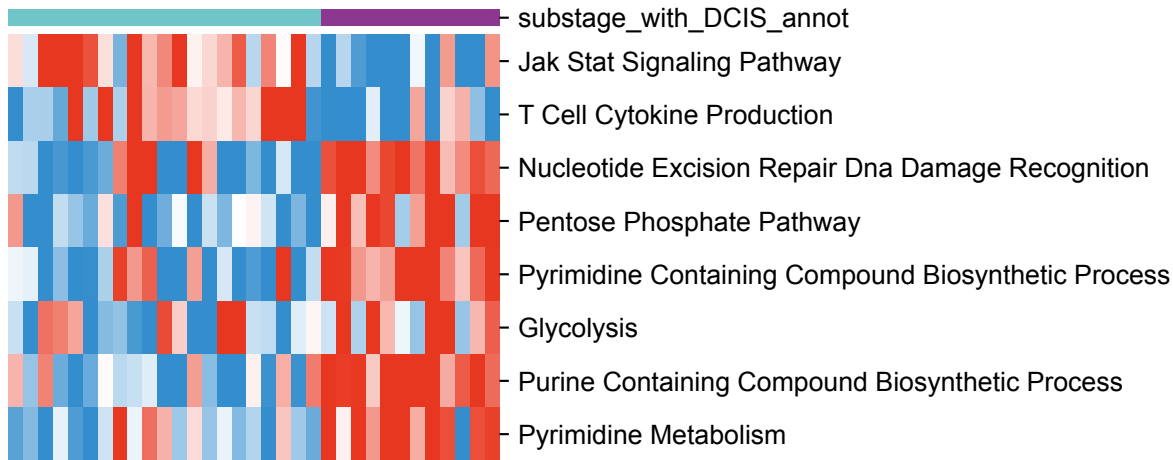 substage_with_DCIS_annot
Jak Stat Signaling Pathway
T Cell Cytokine Production
Nucleotide Excision Repair Dna Damage Recognition
Pentose Phosphate Pathway
Pyrimidine Containing Compound Biosynthetic Process
Glycolysis
Purine Containing Compound Biosynthetic Process
Pyrimidine Metabolism